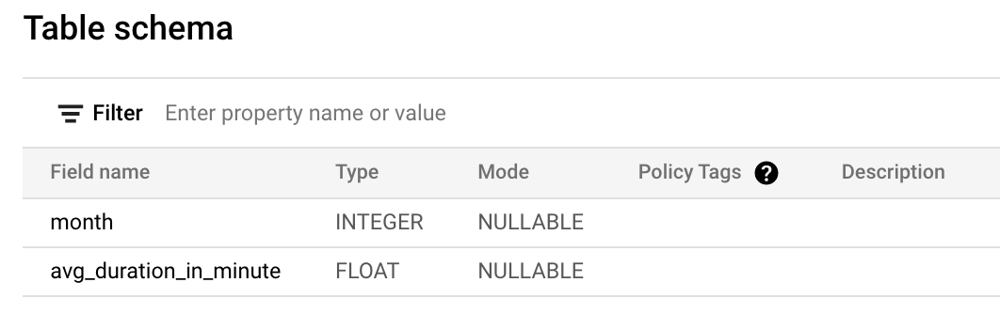 Table schema
Filter Enter property name or value
Field name Type Mode Policy Tags ? Description
month INTEGER NULLABLE
avg_duration_in_minute FLOAT NULLABLE